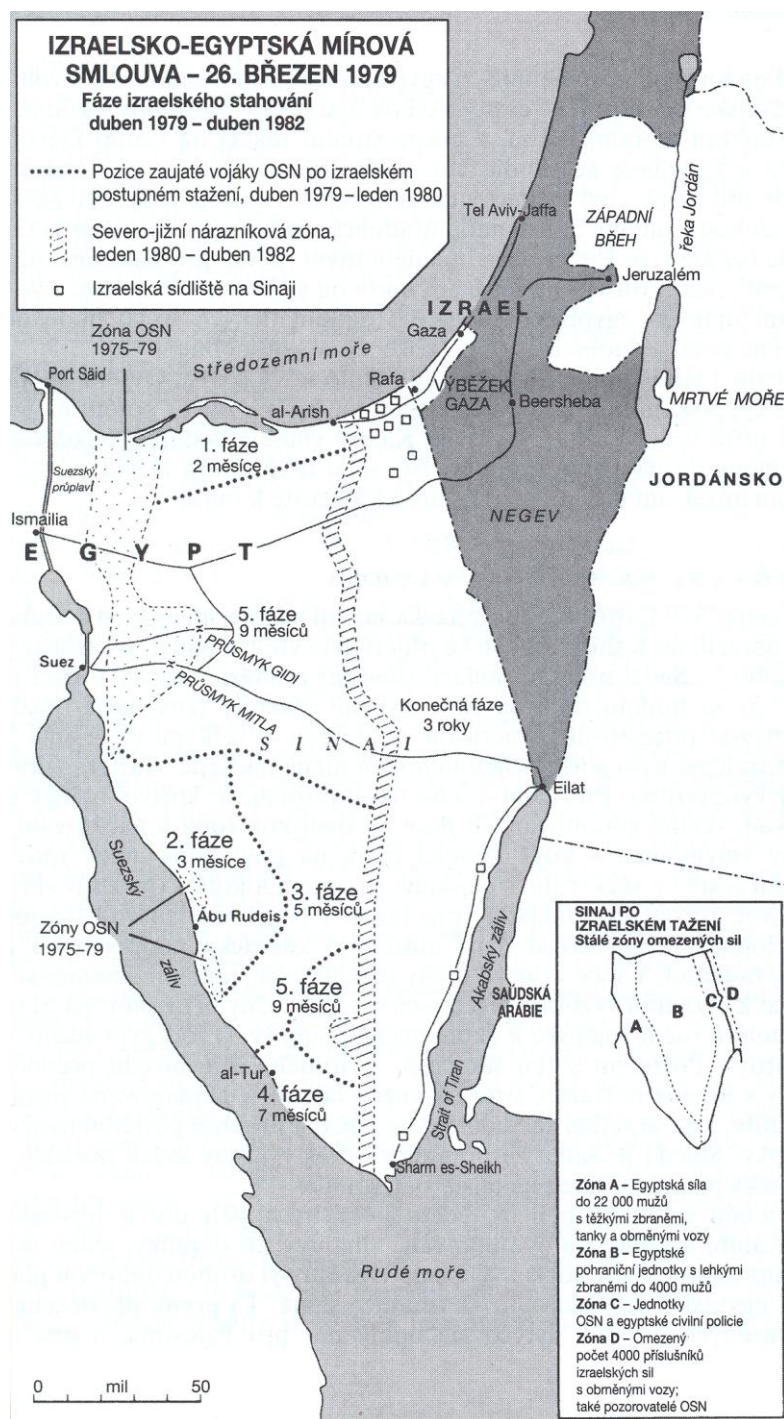 IZRAELSKO-EGYPTSKÁ MÍROVÁ
SMLOUVA – 26. BŘEZEN 1979
Fáze izraelského stahování
duben 1979 – duben 1982
Pozice zaujaté vojáky OSN po izraelském
postupném stažení, duben 1979 – leden 1980
Severo-jižní nárazníková zóna,
leden 1980 – duben 1982
Izraelská sídliště na Sinaji
Tel Aviv-Jaffa
ZÁPADNÍ
BŘEH
řeka Jordán
Jeruzalém
IZRAEL
Gaza
Zóna OSN
1975–79
Středozemní moře
Port Säid
Rafa
VÝBĚŽEK
GAZA
Beersheba
MRTVÉ MOŘE
al-Arish
1. fáze
2 měsíce
Suezský
průplav
JORDÁNSKO
Ismailia
NEGEV
EGYPT
5. fáze
9 měsíců
PRŮSMYK GIDI
Suez
PRŮSMYK MITLA
Konečná fáze
3 roky
SINAI
Eilat
2. fáze
3 měsíce
3. fáze
5 měsíců
Suezský
záliv
Zóny OSN
1975–79
Ábu Rudeis
5. fáze
9 měsíců
Akabský záliv
SAÚDSKÁ
ARÁBIE
al-Tur
4. fáze
7 měsíců
Strait of Tiran
Sharm es-Sheikh
Rudé moře
SINAJ PO
IZRAELSKÉM TAŽENÍ
Stálé zóny omezených sil
A
B
C
D
Zóna A – Egyptská síla
do 22 000 mužů
s těžkými zbraněmi,
tanky a obrněnými vozy
Zóna B – Egyptské
pohraniční jednotky s lehkými
zbraněmi do 4000 mužů
Zóna C – Jednotky
OSN a egyptské civilní policie
Zóna D – Omezený
počet 4000 příslušníků
izraelských sil
s obrněnými vozy;
také pozorovatelé OSN
0 mil 50